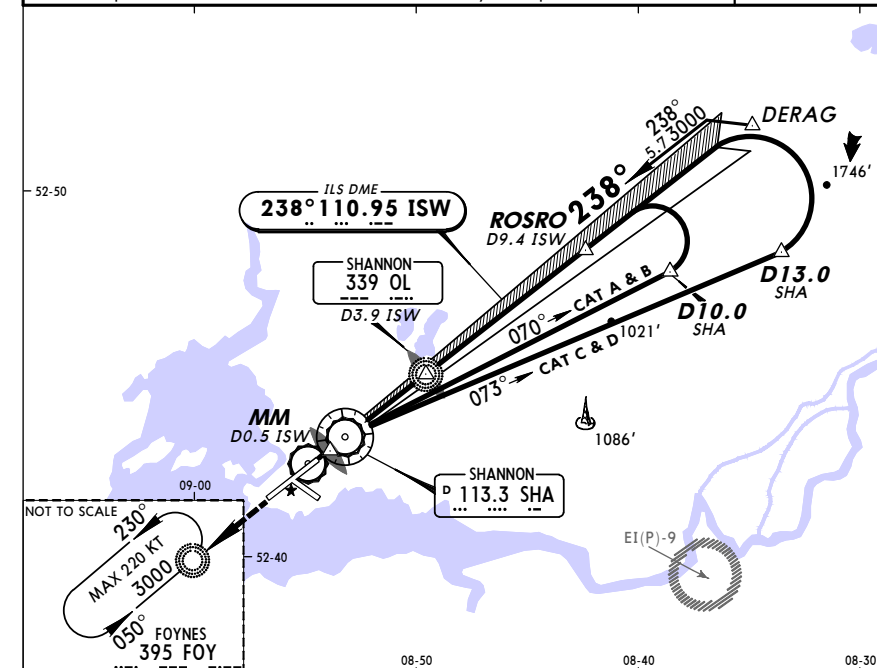 DERAG
238°
5.7 3000
1746'
52-50
ILS DME
238° 110.95 ISW
238°
ROSRO
D9.4 ISW
SHANNON
339 OL
D3.9 ISW
D13.0
SHA
D10.0
SHA
070° CAT A & B
1021'
073° CAT C & D
MM
D0.5 ISW
1086'
SHANNON
D 113.3 SHA
09-00
NOT TO SCALE
230°
MAX 220 KT
3000
050°
FOYNES
395 FOY
52-40
EI(P)-9
08-50
08-40
08-30